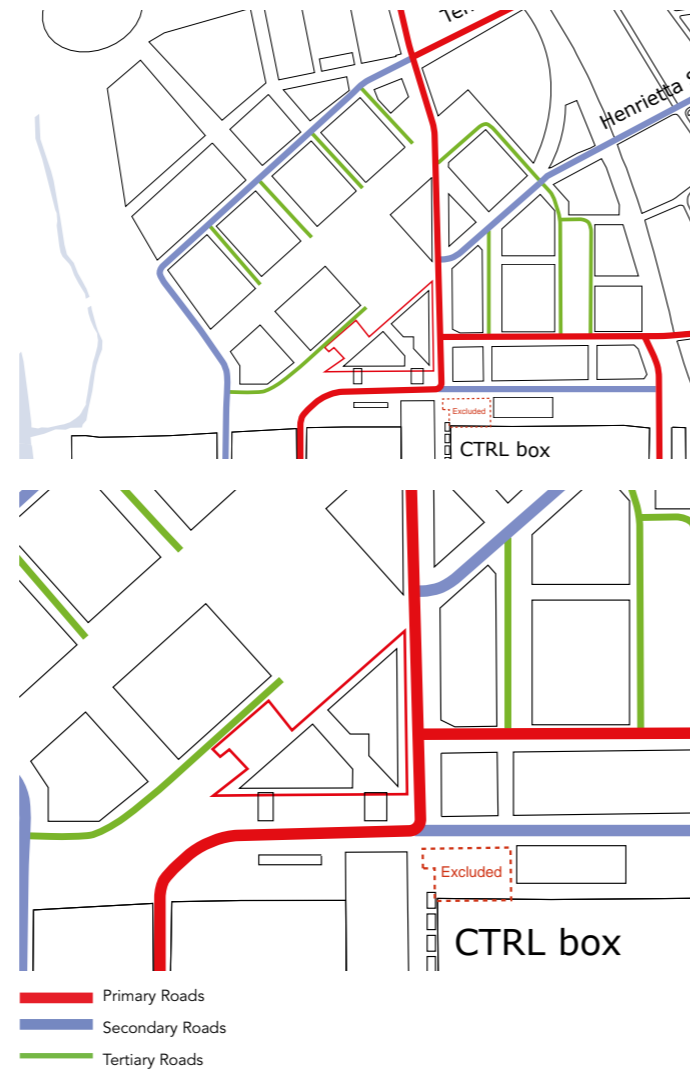 Henrietta
Excluded
CTRL box
Excluded
CTRL box
Primary Roads
Secondary Roads
Tertiary Roads